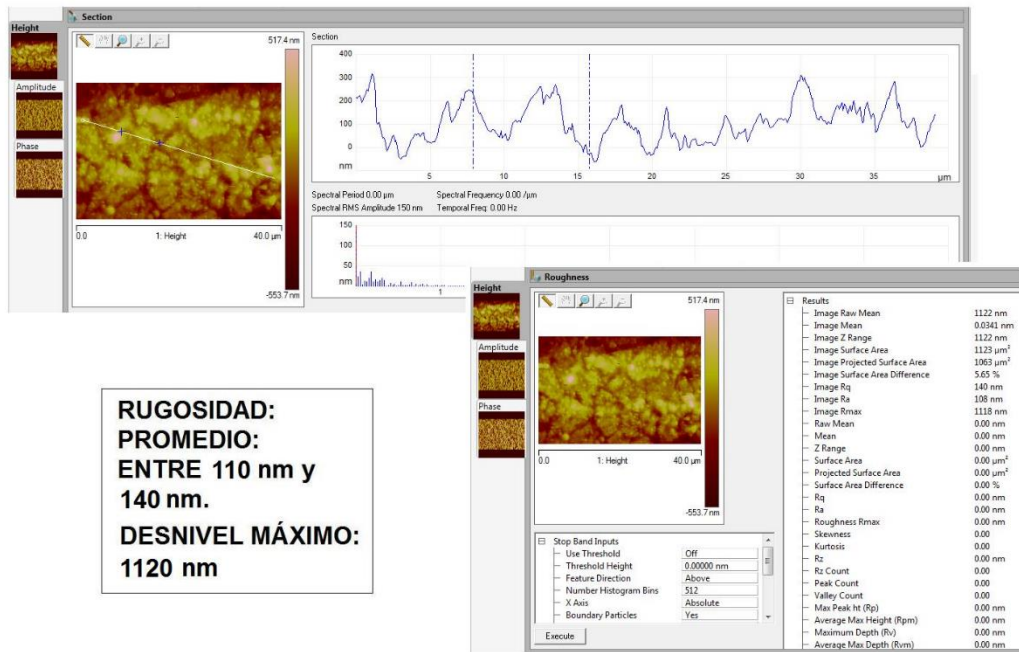 Section
Height
Amplitude
Phase
517.4 nm
-553.7 nm
0.0 1: Height 40.0 µm
Section
400
300
200
100
0
nm
5 10 15 20 25 30 35 µm
Spectral Period 0.00 µm Spectral Frequency 0.00 /µm
Spectral RMS Amplitude 150 nm Temporal Freq: 0.00 Hz
150
100
50
nm
1
Roughness
Height
Amplitude
Phase
517.4 nm
-553.7 nm
0.0 1: Height 40.0 µm
Stop Band Inputs
Use Threshold Off
Threshold Height 0.00000 nm
Feature Direction Above
Number Histogram Bins 512
X Axis Absolute
Boundary Particles Yes
Execute
Results
Image Raw Mean 1122 nm
Image Mean 0.0341 nm
Image Z Range 1122 nm
Image Surface Area 1123 µm²
Image Projected Surface Area 1063 µm²
Image Surface Area Difference 5.65 %
Image Rq 140 nm
Image Ra 108 nm
Image Rmax 1118 nm
Raw Mean 0.00 nm
Mean 0.00 nm
Z Range 0.00 nm
Surface Area 0.00 µm²
Projected Surface Area 0.00 µm²
Surface Area Difference 0.00 %
Rq 0.00 nm
Ra 0.00 nm
Roughness Rmax 0.00 nm
Skewness 0.00
Kurtosis 0.00
Rz 0.00 nm
Rz Count 0.00
Peak Count 0.00
Valley Count 0.00
Max Peak ht (Rp) 0.00 nm
Average Max Height (Rpm) 0.00 nm
Maximum Depth (Rv) 0.00 nm
Average Max Depth (Rvm) 0.00 nm
RUGOSIDAD:
PROMEDIO:
ENTRE 110 nm y
140 nm.
DESNIVEL MÁXIMO:
1120 nm